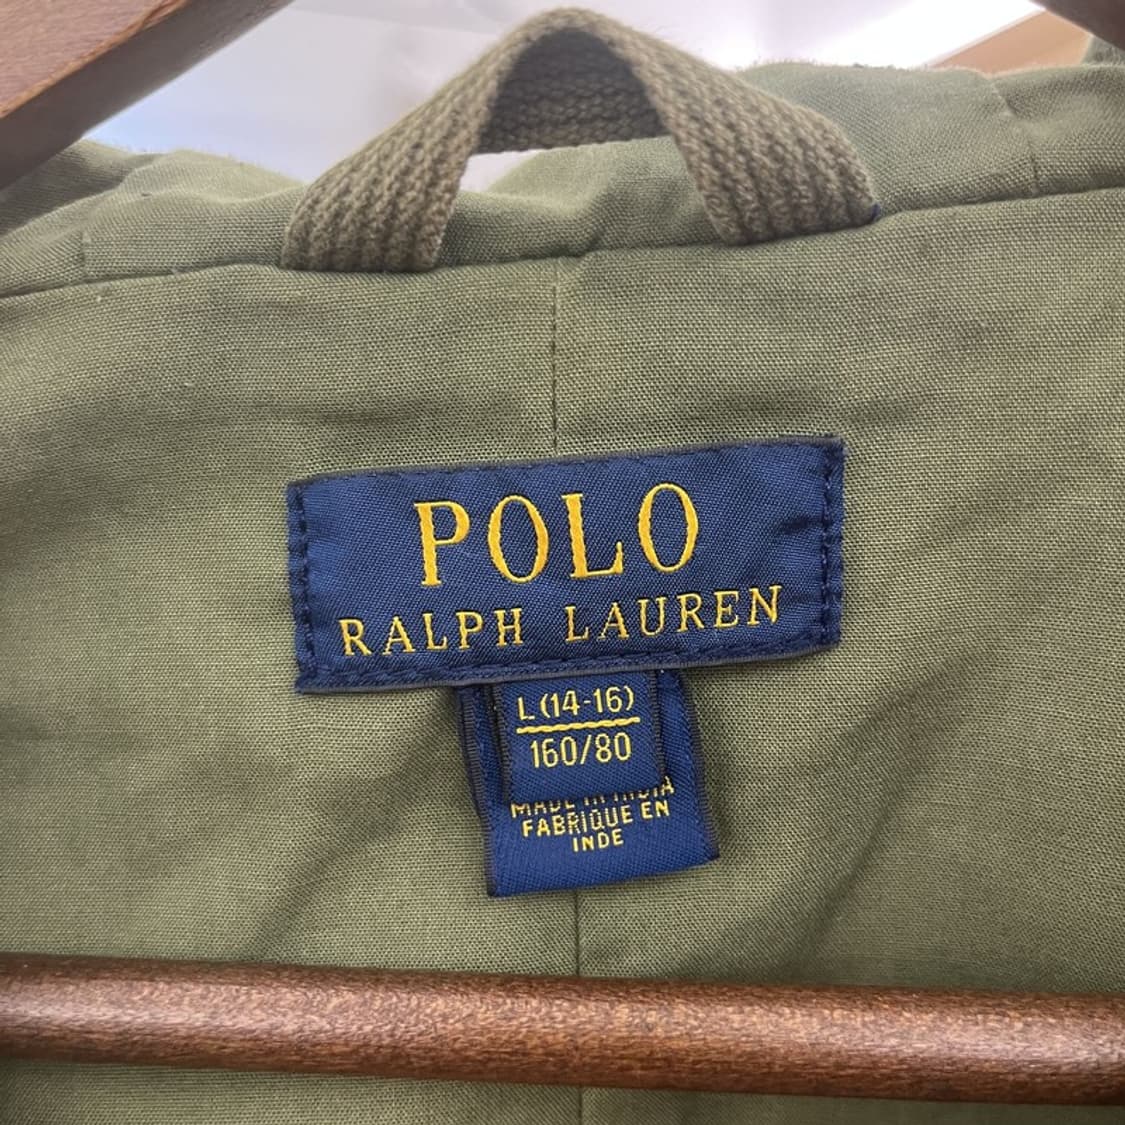 POLO
RALPH LAUREN
L (14-16)
160/80
MADE IN INDIA
FABRIQUE EN
INDE